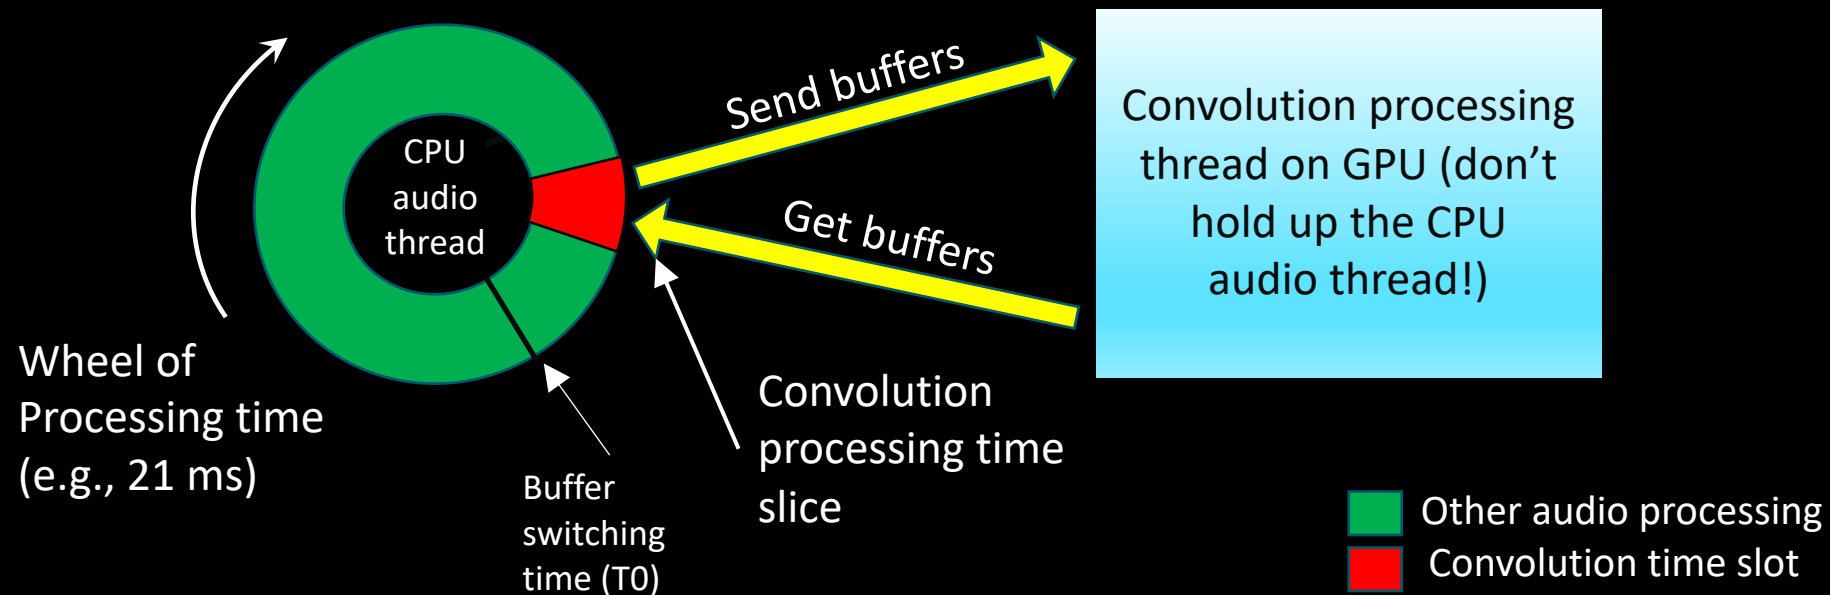 CPU
audio
thread
Send buffers
Get buffers
Convolution processing
thread on GPU (don’t
hold up the CPU
audio thread!)
Wheel of
Processing time
(e.g., 21 ms)
Buffer
switching
time (T0)
Convolution
processing time
slice
Other audio processing
Convolution time slot